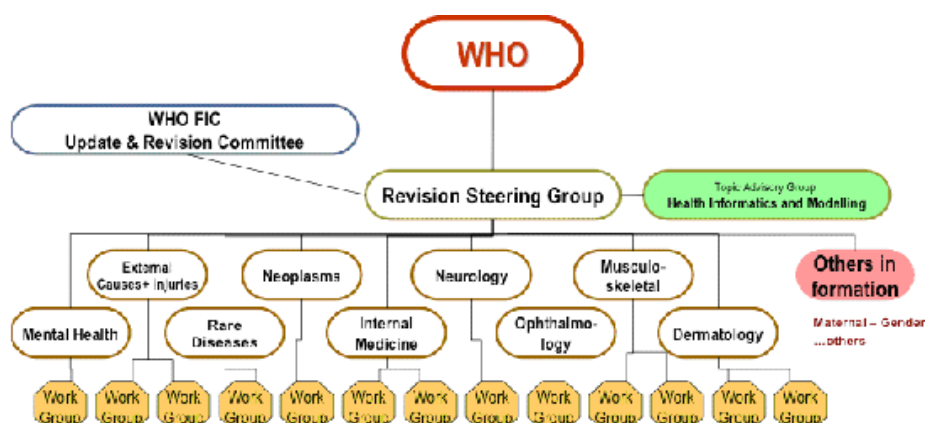 WHO
WHO FIC
Update & Revision Committee
Revision Steering Group
Topic Advisory Group
Health Informatics and Modelling
External
Causes+ Injuries
Neoplasms
Neurology
Musculo-
skeletal
Others in
formation
Mental Health
Rare
Diseases
Internal
Medicine
Ophthalmo-
logy
Dermatology
Maternal – Gender
...others
Work
Group
Work
Group
Work
Group
Work
Group
Work
Group
Work
Group
Work
Group
Work
Group
Work
Group
Work
Group
Work
Group
Work
Group
Work
Group